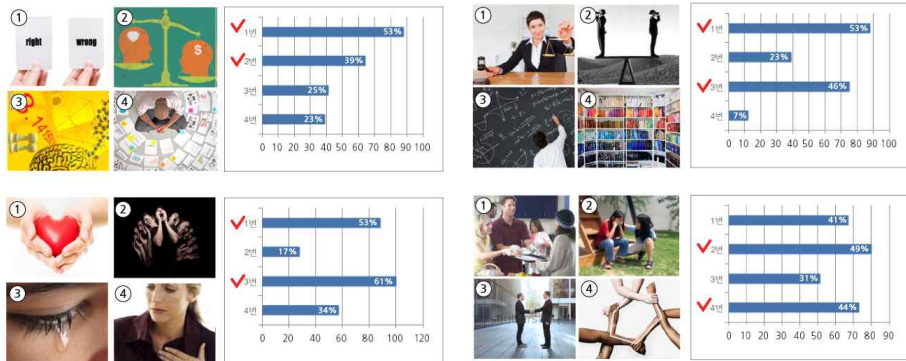 ① ②
right wrong
$
③ ④
1번 53%
2번 39%
3번 25%
4번 23%
0 10 20 30 40 50 60 70 80 90 100
① ②
③ ④
1번 53%
2번 23%
3번 46%
4번 7%
0 10 20 30 40 50 60 70 80 90 100
① ②
③ ④
1번 53%
2번 17%
3번 61%
4번 34%
0 20 40 60 80 100 120
① ②
③ ④
1번 41%
2번 49%
3번 31%
4번 44%
0 10 20 30 40 50 60 70 80 90